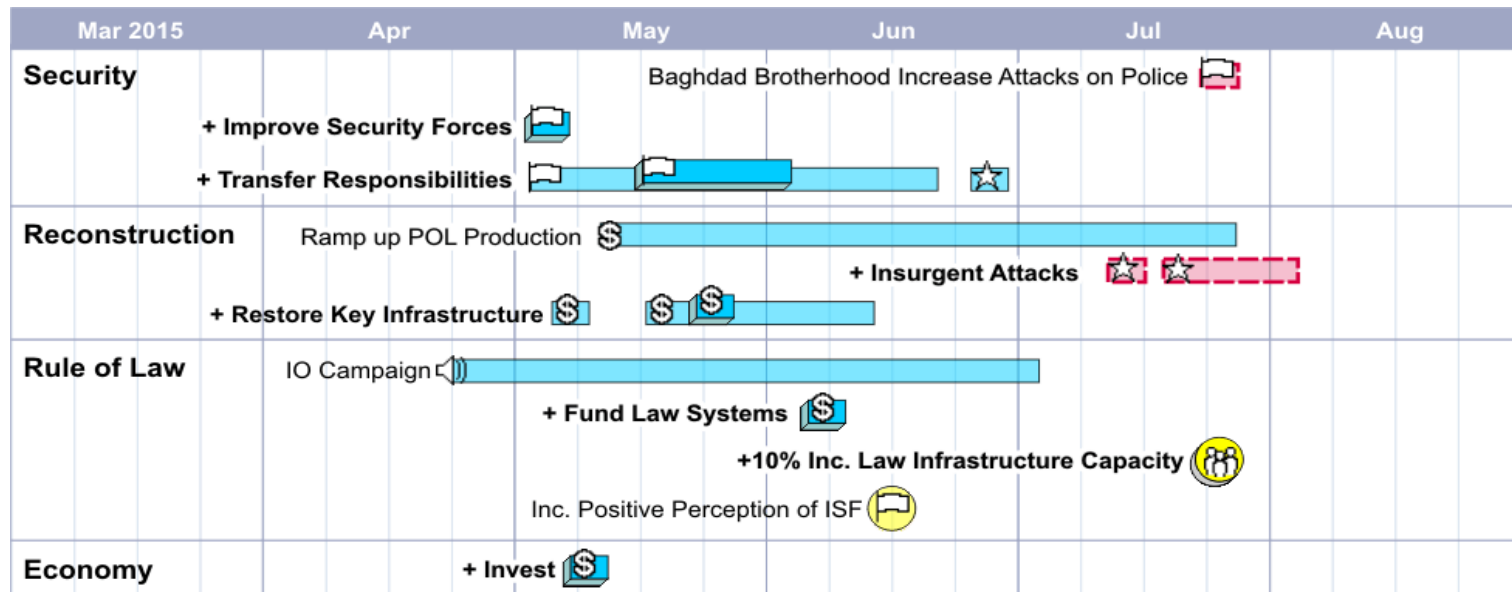 Mar 2015 Apr May Jun Jul Aug
Security
Baghdad Brotherhood Increase Attacks on Police
+ Improve Security Forces
+ Transfer Responsibilities
Reconstruction
Ramp up POL Production
+ Insurgent Attacks
+ Restore Key Infrastructure
Rule of Law
IO Campaign
+ Fund Law Systems
+10% Inc. Law Infrastructure Capacity
Inc. Positive Perception of ISF
Economy
+ Invest